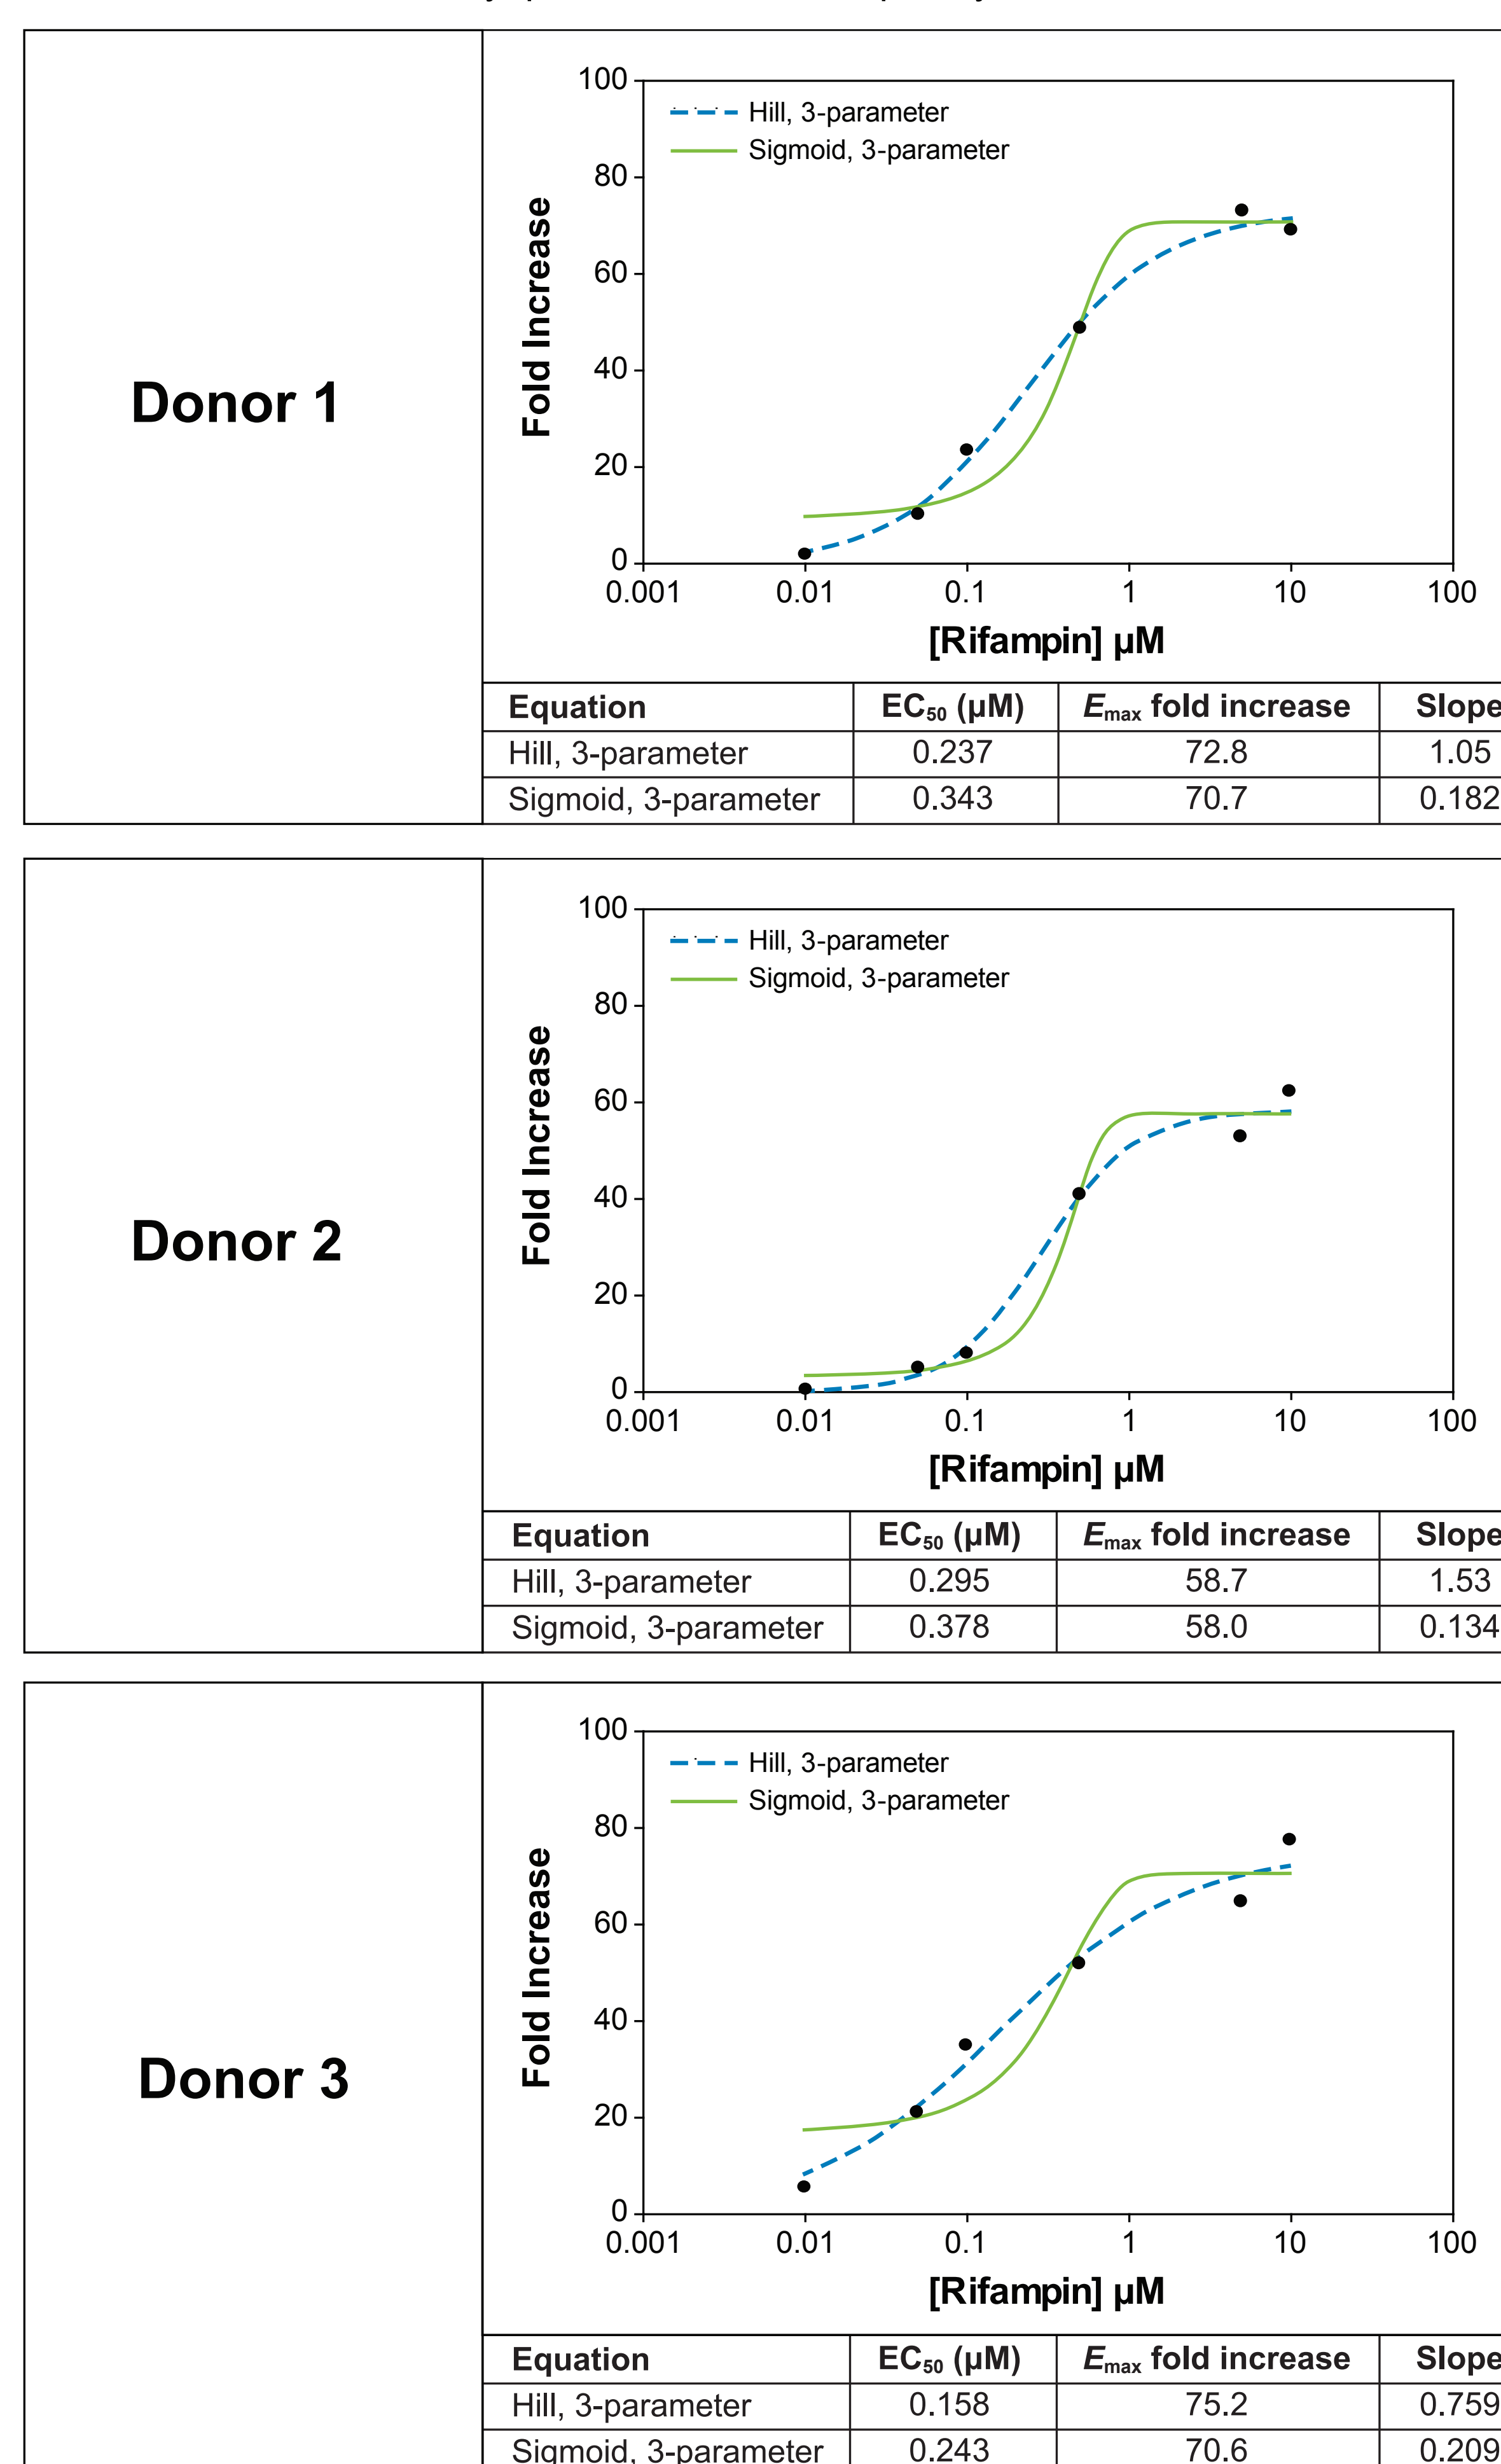 100
Hill, 3-parameter
Sigmoid, 3-parameter
80
60
40
20
0
Fold Increase
Donor 1
0.001 0.01 0.1 1 10 100
[Rifampin] µM
Equation EC50 (µM) Emax fold increase Slope
Hill, 3-parameter 0.237 72.8 1.05
Sigmoid, 3-parameter 0.343 70.7 0.182
100
Hill, 3-parameter
Sigmoid, 3-parameter
80
60
40
20
0
Fold Increase
Donor 2
0.001 0.01 0.1 1 10 100
[Rifampin] µM
Equation EC50 (µM) Emax fold increase Slope
Hill, 3-parameter 0.295 58.7 1.53
Sigmoid, 3-parameter 0.378 58.0 0.134
100
Hill, 3-parameter
Sigmoid, 3-parameter
80
60
40
20
0
Fold Increase
Donor 3
0.001 0.01 0.1 1 10 100
[Rifampin] µM
Equation EC50 (µM) Emax fold increase Slope
Hill, 3-parameter 0.158 75.2 0.759
Sigmoid, 3-parameter 0.243 70.6 0.209